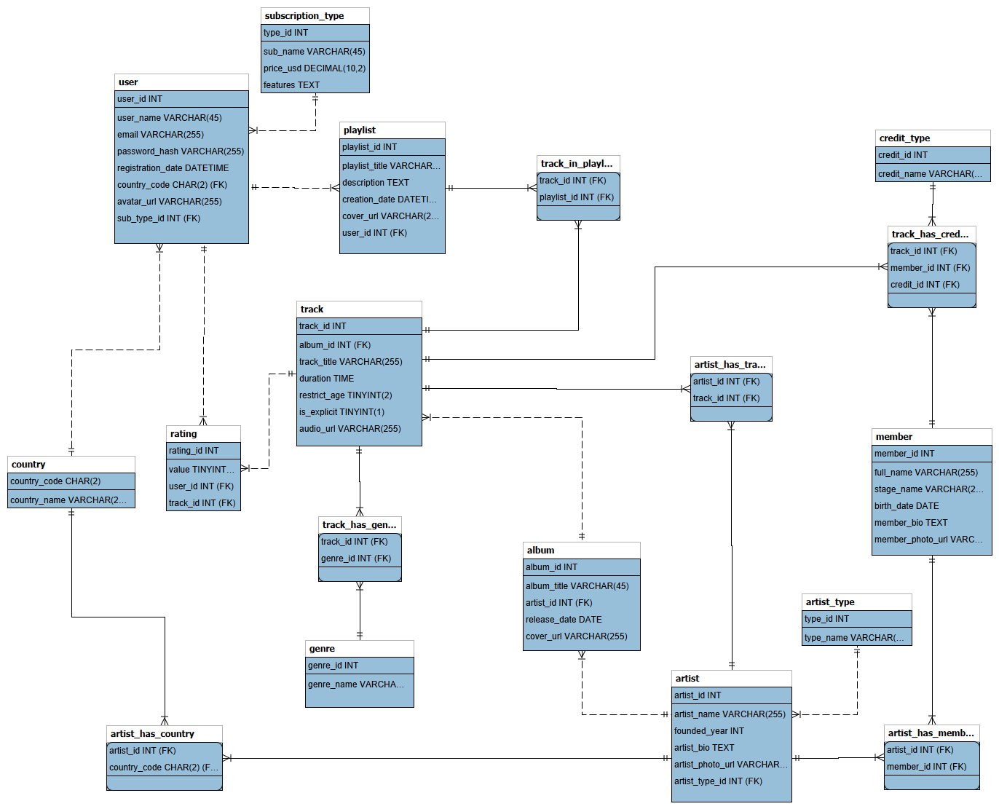 subscription_type
type_id INT
sub_name VARCHAR(45)
price_usd DECIMAL(10,2)
features TEXT
user
user_id INT
user_name VARCHAR(45)
email VARCHAR(255)
password_hash VARCHAR(255)
registration_date DATETIME
country_code CHAR(2) (FK)
avatar_url VARCHAR(255)
sub_type_id INT (FK)
playlist
playlist_id INT
playlist_title VARCHAR...
description TEXT
creation_date DATETI...
cover_url VARCHAR(2...
user_id INT (FK)
track_in_playl...
track_id INT (FK)
playlist_id INT (FK)
credit_type
credit_id INT
credit_name VARCHAR(...
track_has_cred...
track_id INT (FK)
member_id INT (FK)
credit_id INT (FK)
track
track_id INT
album_id INT (FK)
track_title VARCHAR(255)
duration TIME
restrict_age TINYINT(2)
is_explicit TINYINT(1)
audio_url VARCHAR(255)
artist_has_tra...
artist_id INT (FK)
track_id INT (FK)
rating
rating_id INT
value TINYINT...
user_id INT (FK)
track_id INT (FK)
country
country_code CHAR(2)
country_name VARCHAR(2...
member
member_id INT
full_name VARCHAR(255)
stage_name VARCHAR(2...
birth_date DATE
member_bio TEXT
member_photo_url VARC...
track_has_gen...
track_id INT (FK)
genre_id INT (FK)
album
album_id INT
album_title VARCHAR(45)
artist_id INT (FK)
release_date DATE
cover_url VARCHAR(255)
artist_type
type_id INT
type_name VARCHAR(...
genre
genre_id INT
genre_name VARCHA...
artist
artist_id INT
artist_name VARCHAR(255)
founded_year INT
artist_bio TEXT
artist_photo_url VARCHAR...
artist_type_id INT (FK)
artist_has_country
artist_id INT (FK)
country_code CHAR(2) (F...
artist_has_memb...
artist_id INT (FK)
member_id INT (FK)